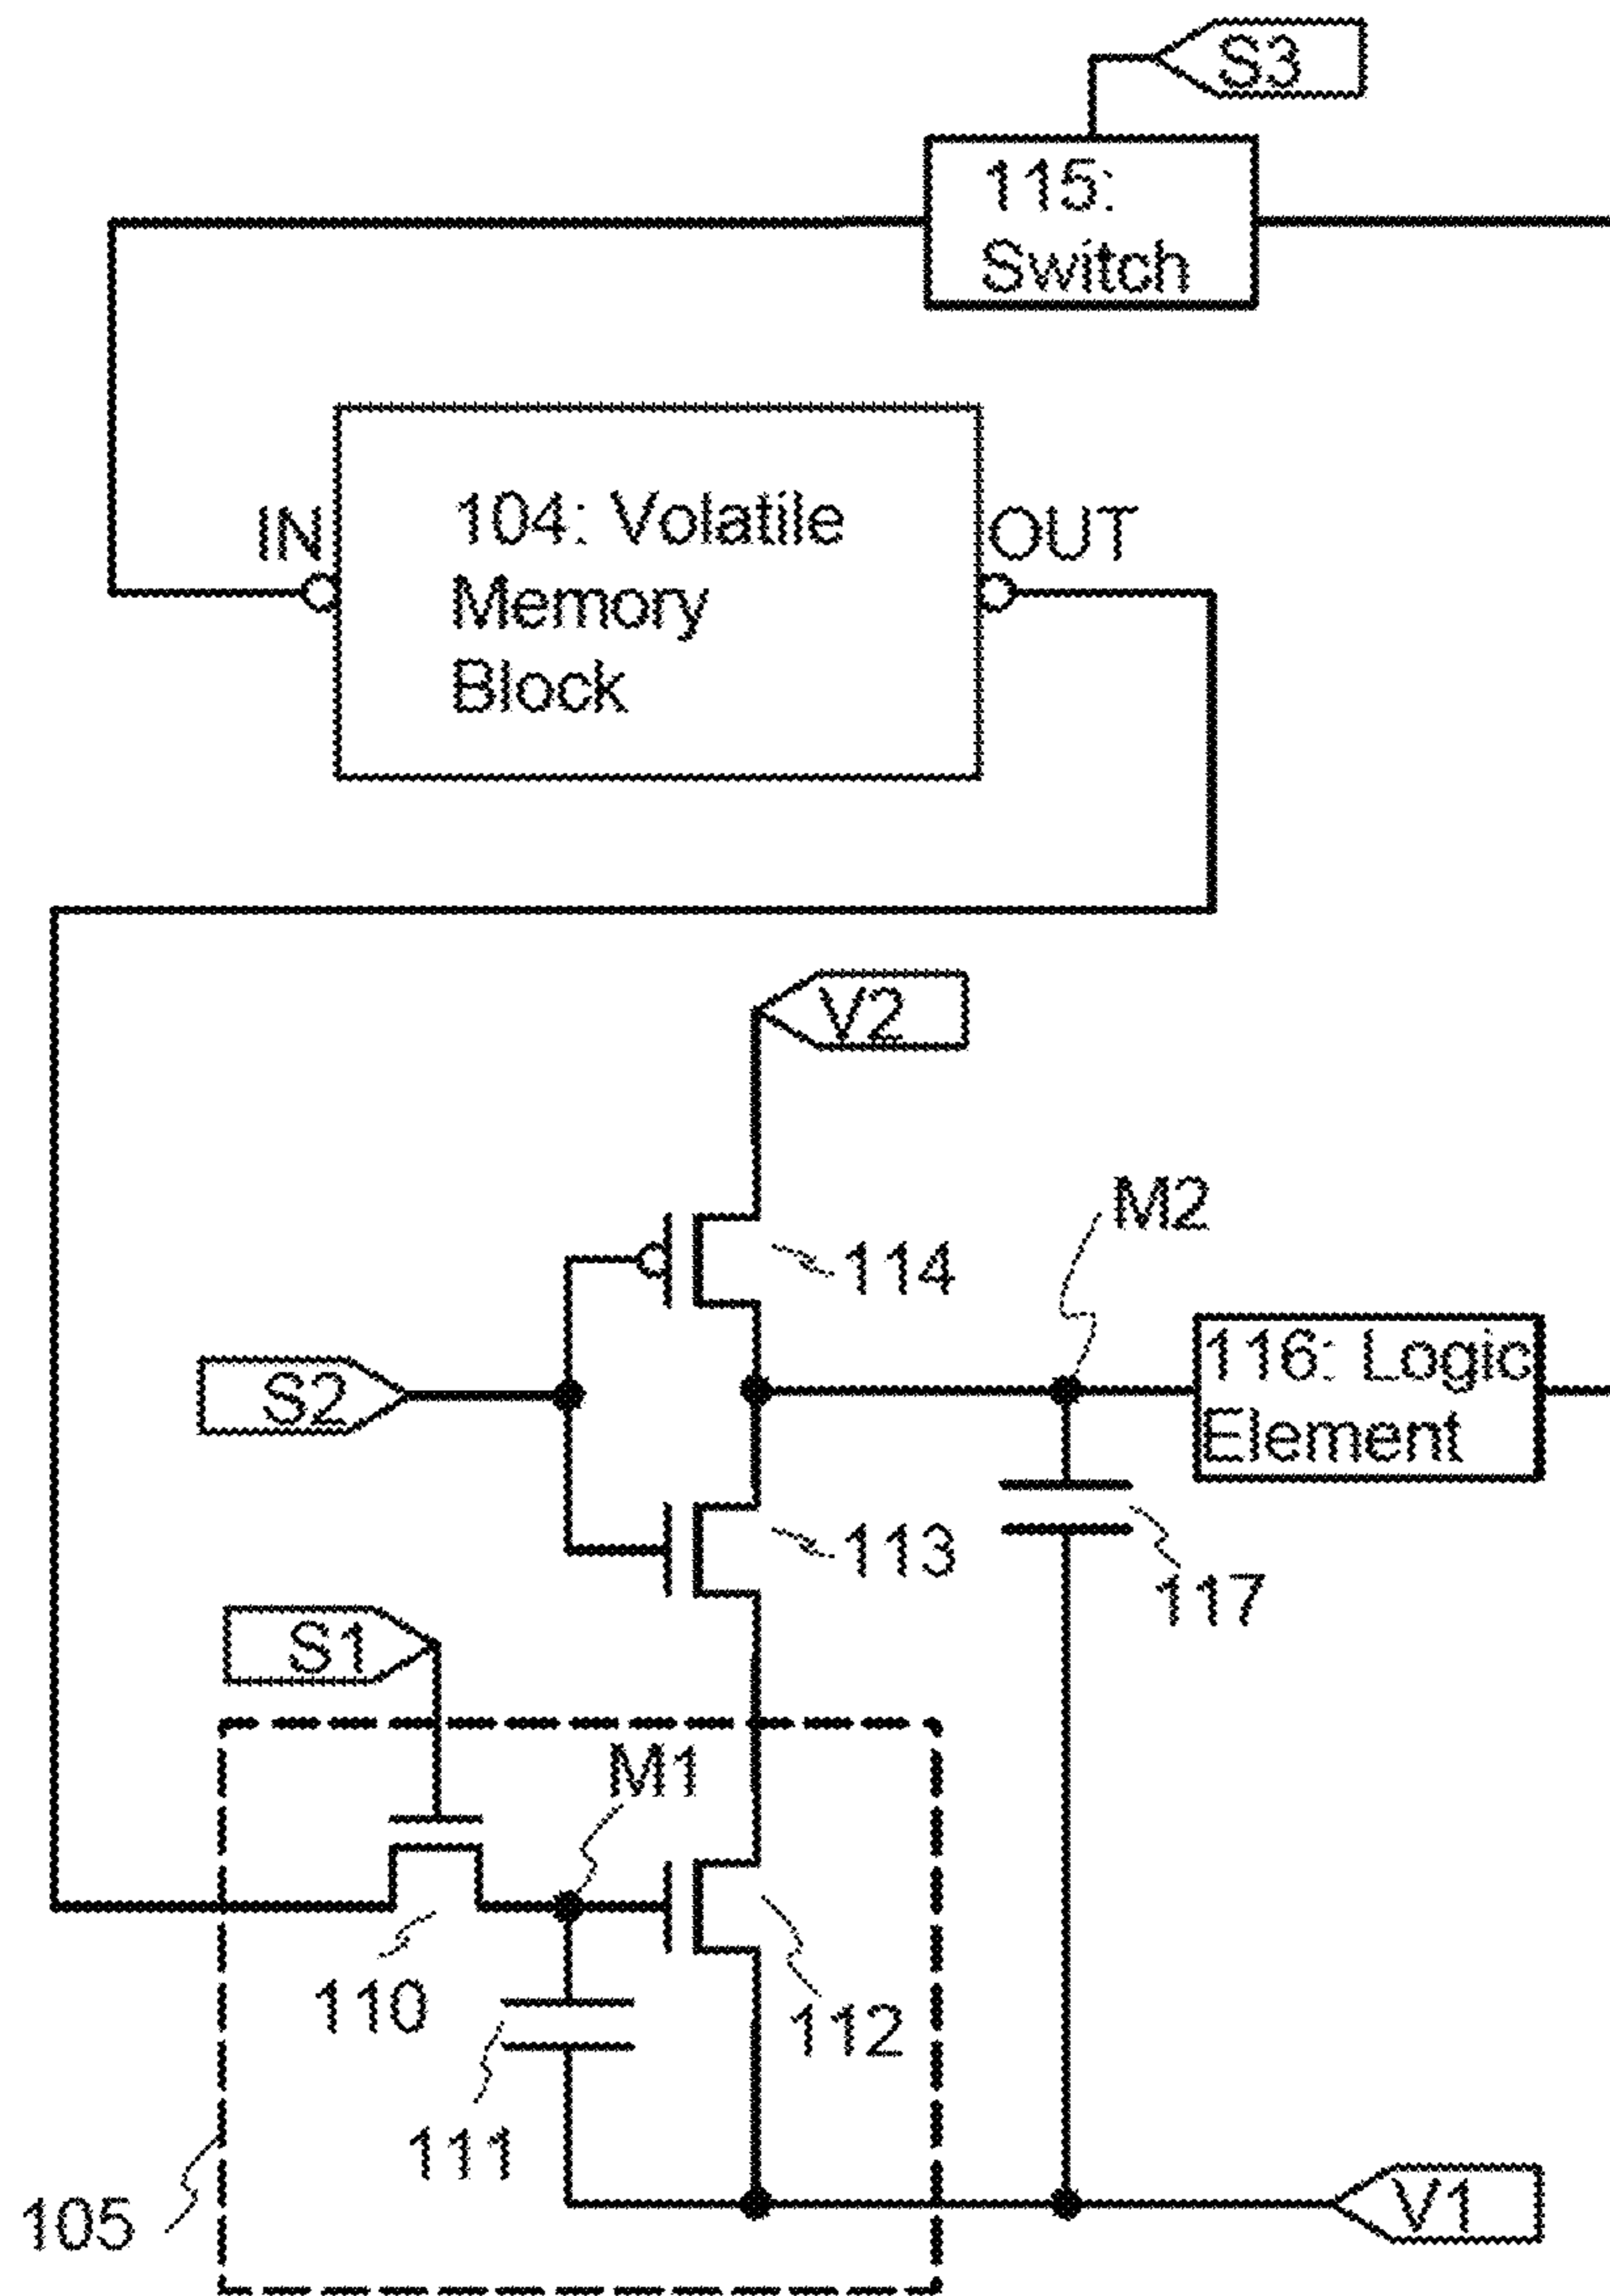 S3
115:
Switch
IN
104: Volatile
Memory
Block
OUT
V2
M2
114
116: Logic
Element
S2
113
117
S1
M1
110
112
111
105
V1